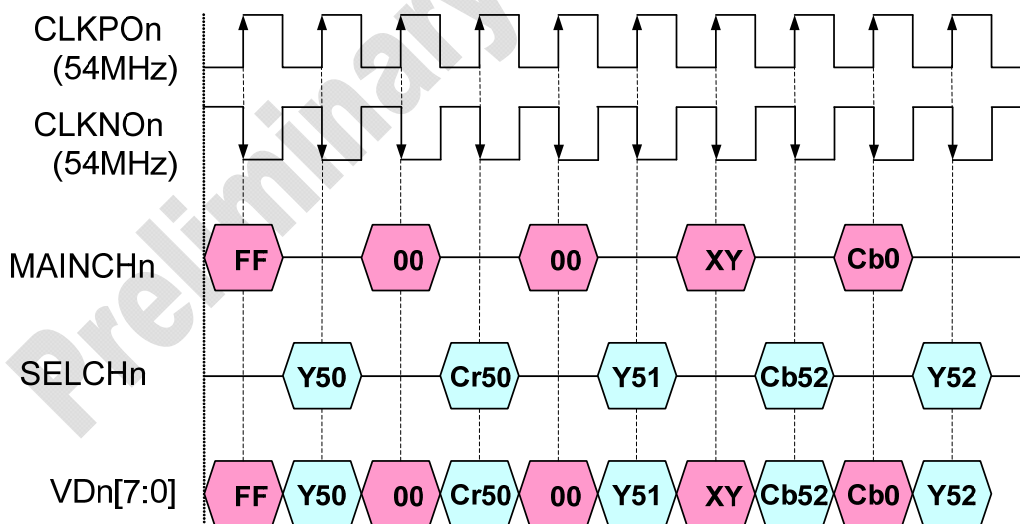 CLKPOn
(54MHz)
CLKNOn
(54MHz)
MAINCHn
FF 00 00 XY Cb0
SELCHn
Y50 Cr50 Y51 Cb52 Y52
VDn[7:0]
FF Y50 00 Cr50 00 Y51 XY Cb52 Cb0 Y52
Preliminary